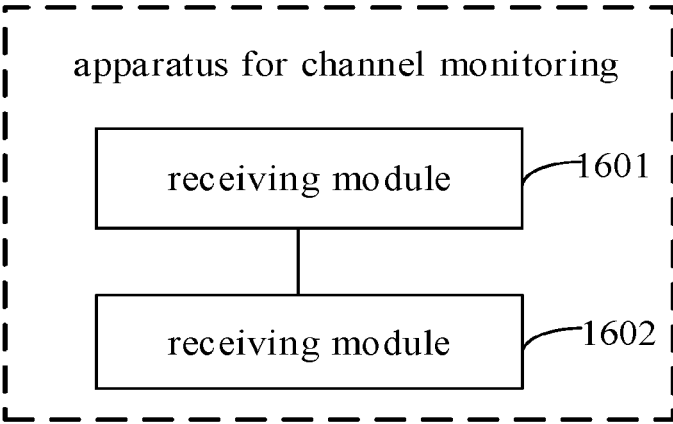 apparatus for channel monitoring
receiving module
1601
receiving module
1602